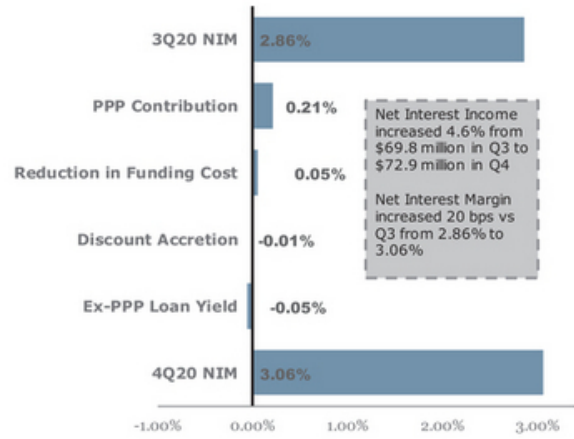 3Q20 NIM
2.86%
PPP Contribution
0.21%
Reduction in Funding Cost
0.05%
Discount Accretion
-0.01%
Ex-PPP Loan Yield
-0.05%
4Q20 NIM
3.06%
Net Interest Income
increased 4.6% from
$69.8 million in Q3 to
$72.9 million in Q4
Net Interest Margin
increased 20 bps vs
Q3 from 2.86% to
3.06%
-1.00%
0.00%
1.00%
2.00%
3.00%